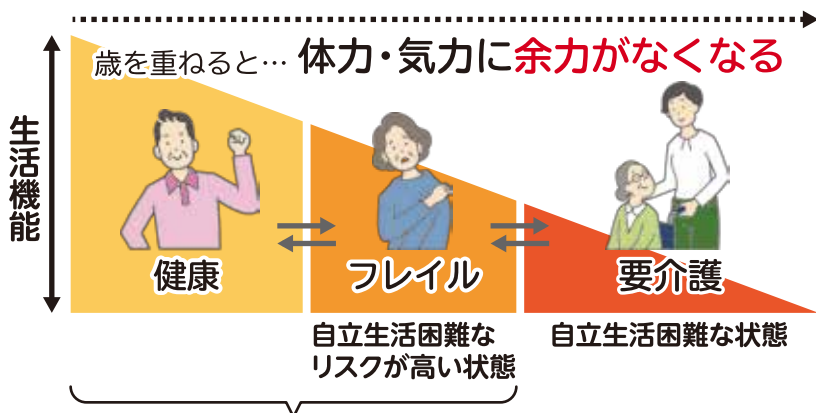 歳を重ねると… 体力・気力に余力がなくなる
生活機能
健康
フレイル
要介護
自立生活困難な
リスクが高い状態
自立生活困難な状態